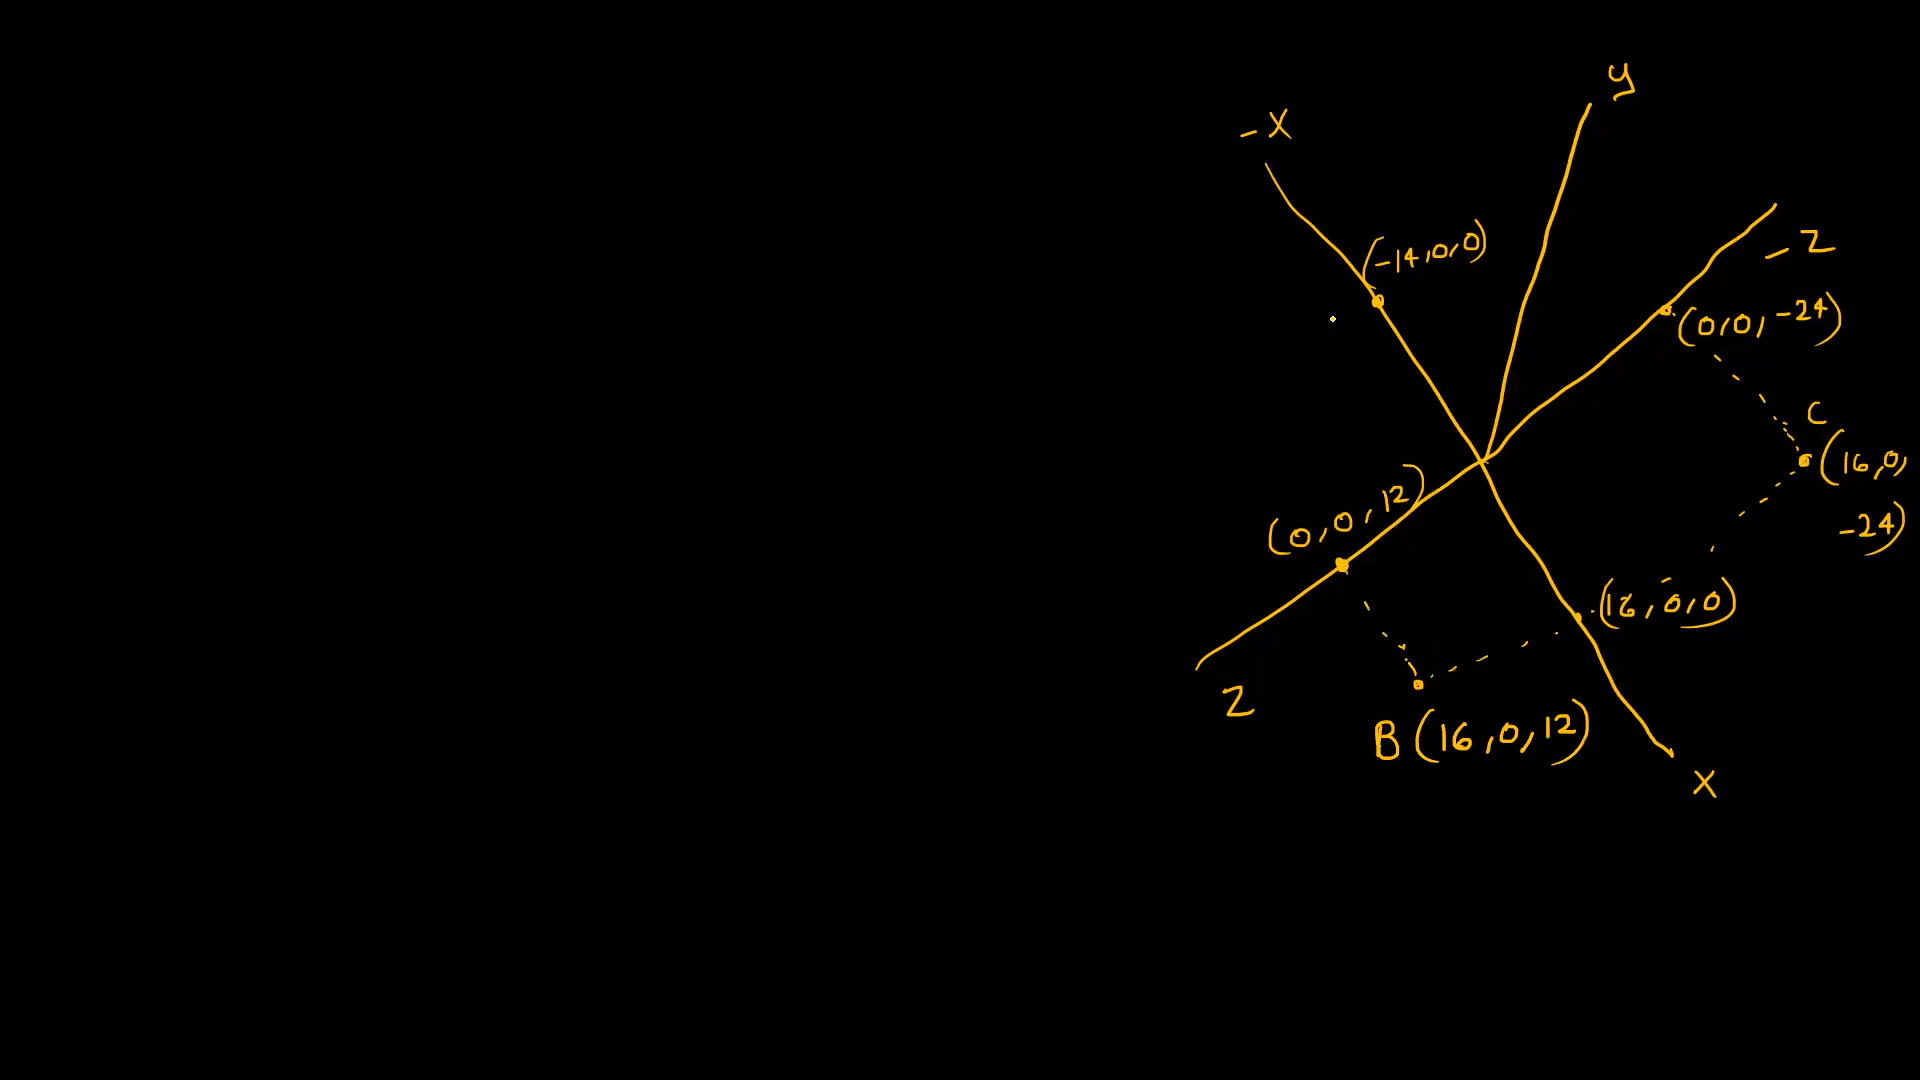 y
-X
(-14,0,0)
-Z
(0,0,-24)
C
(16,0,
-24)
(0,0,12)
(16,0,0)
Z
B(16,0,12)
X